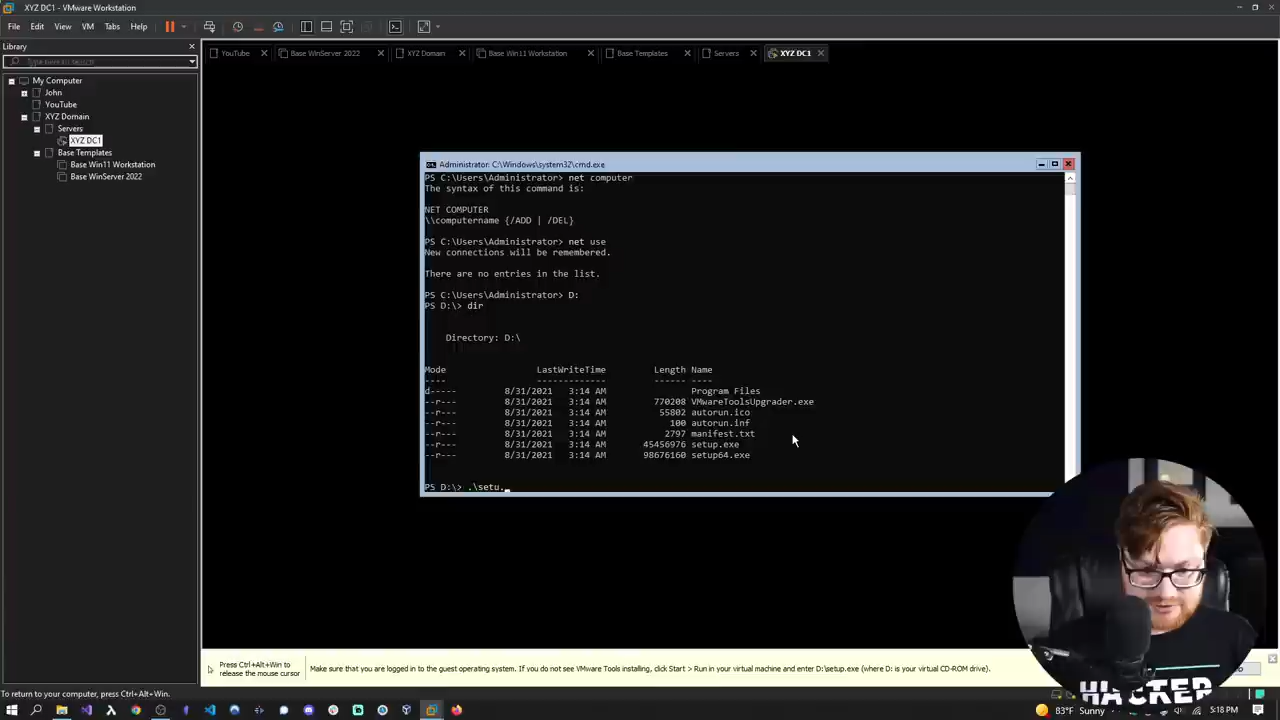 XYZ DC1 - VMware Workstation
File Edit View VM Tabs Help
Library
Type here to search
My Computer
John
YouTube
XYZ Domain
Servers
XYZ DC1
Base Templates
Base Win11 Workstation
Base WinServer 2022
YouTube Base WinServer 2022 XYZ Domain Base Win11 Workstation Base Templates Servers XYZ DC1
Administrator: C:\Windows\system32\cmd.exe
PS C:\Users\Administrator> net computer
The syntax of this command is:
NET COMPUTER
\\computername {/ADD | /DEL}
PS C:\Users\Administrator> net use
New connections will be remembered.
There are no entries in the list.
PS C:\Users\Administrator> D:
PS D:\> dir
Directory: D:\
Mode LastWriteTime Length Name
---- ------------- ------ ----
d----- 8/31/2021 3:14 AM Program Files
--r--- 8/31/2021 3:14 AM 770208 VMwareToolsUpgrader.exe
--r--- 8/31/2021 3:14 AM 55802 autorun.ico
--r--- 8/31/2021 3:14 AM 100 autorun.inf
--r--- 8/31/2021 3:14 AM 2797 manifest.txt
--r--- 8/31/2021 3:14 AM 45456976 setup.exe
--r--- 8/31/2021 3:14 AM 98676160 setup64.exe
PS D:\> .\setu.
Press Ctrl+Alt+Win to
release the mouse cursor
Make sure that you are logged in to the guest operating system. If you do not see VMware Tools installing, click Start > Run in your virtual machine and enter D:\setup.exe (where D: is your virtual CD-ROM drive).
To return to your computer, press Ctrl+Alt+Win.
HACKER
83°F Sunny
5:18 PM